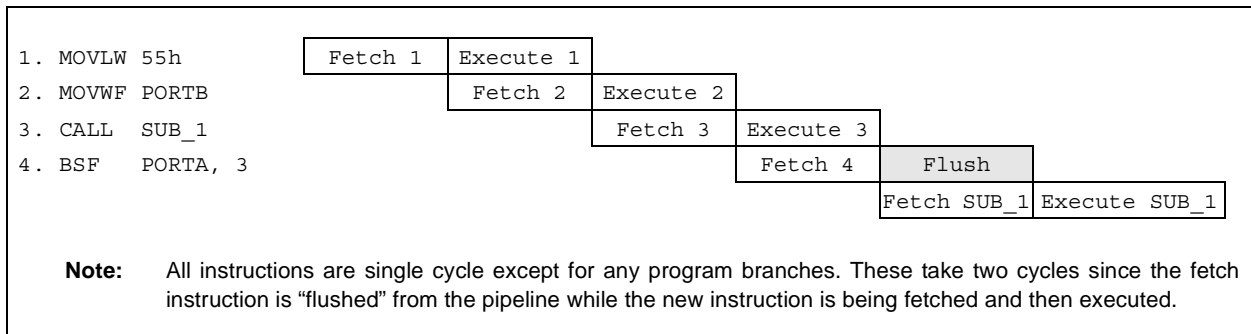 1. MOVLW 55h Fetch 1 Execute 1
2. MOVWF PORTB Fetch 2 Execute 2
3. CALL SUB_1 Fetch 3 Execute 3
4. BSF PORTA, 3 Fetch 4 Flush
Fetch SUB_1 Execute SUB_1
Note: All instructions are single cycle except for any program branches. These take two cycles since the fetch
instruction is “flushed” from the pipeline while the new instruction is being fetched and then executed.